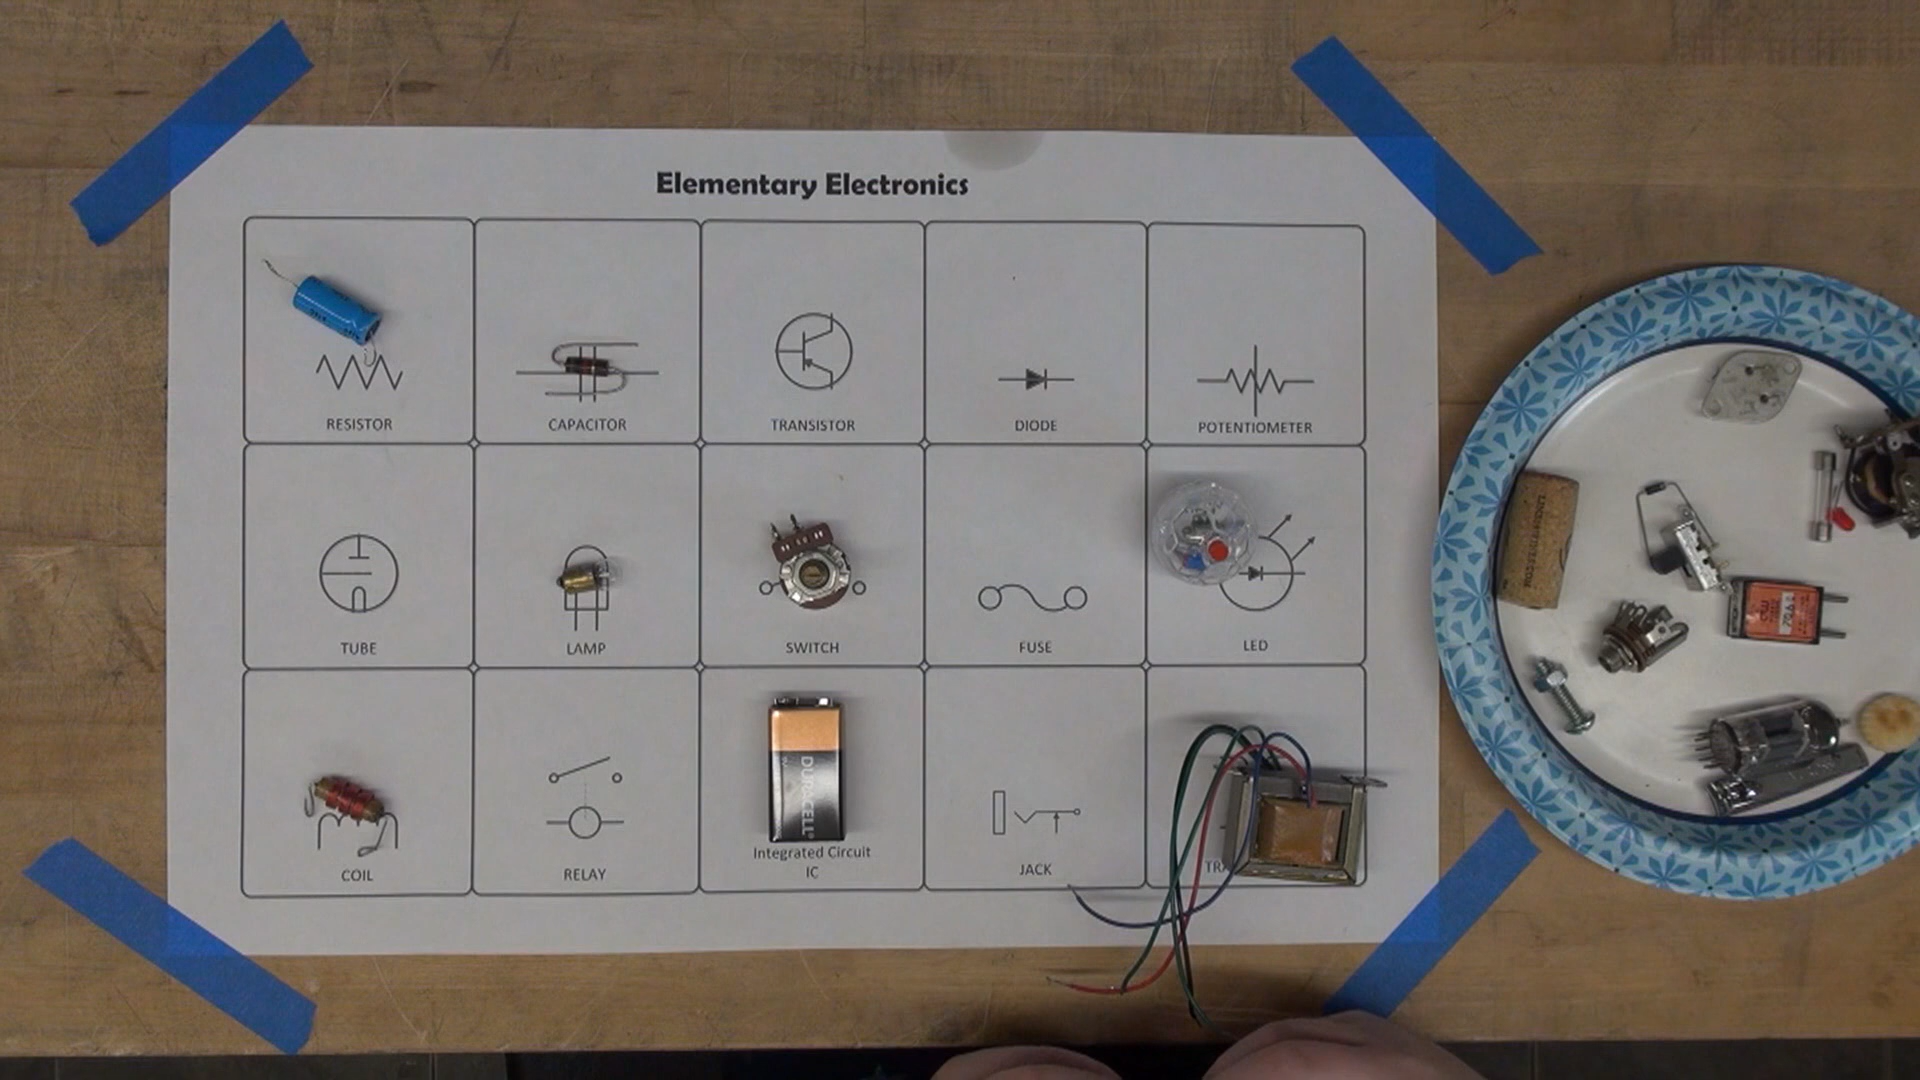 Elementary Electronics
RESISTOR
CAPACITOR
TRANSISTOR
DIODE
POTENTIOMETER
TUBE
LAMP
SWITCH
FUSE
LED
COIL
RELAY
DURACELL
Integrated Circuit
IC
JACK
TRA